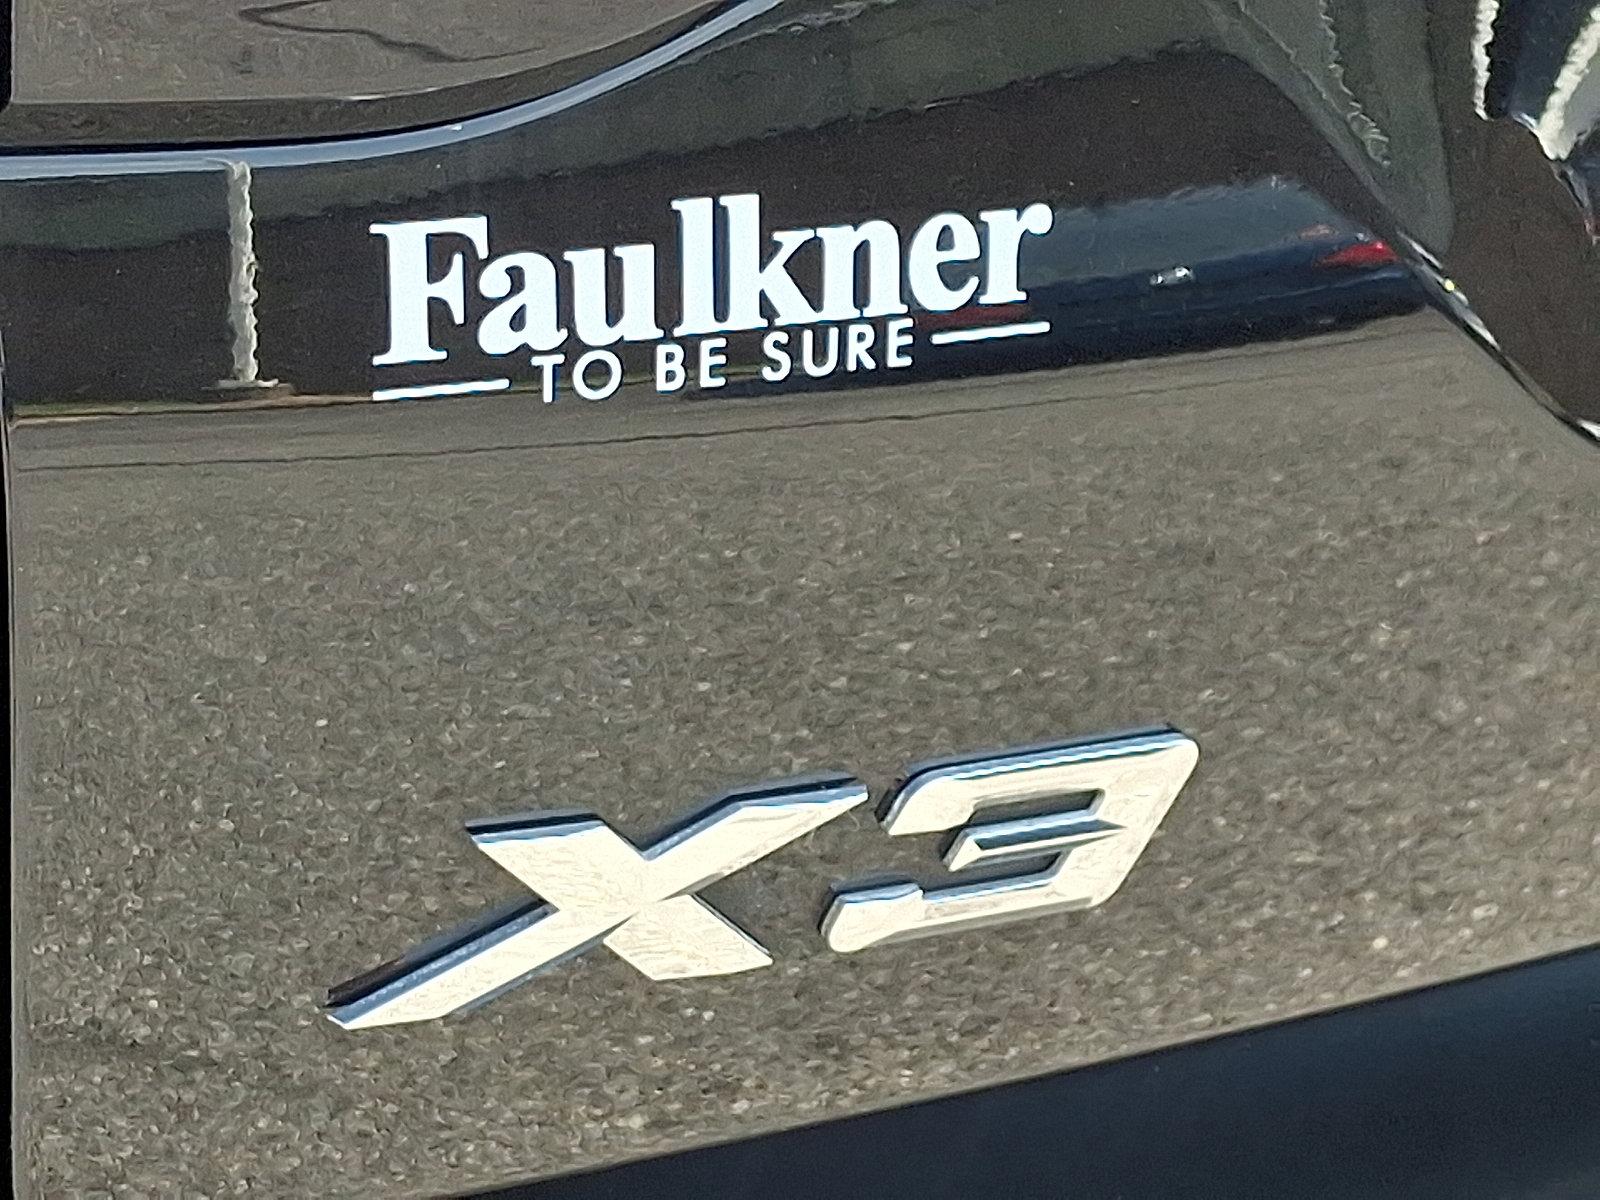 Faulkner
TO BE SURE
X3